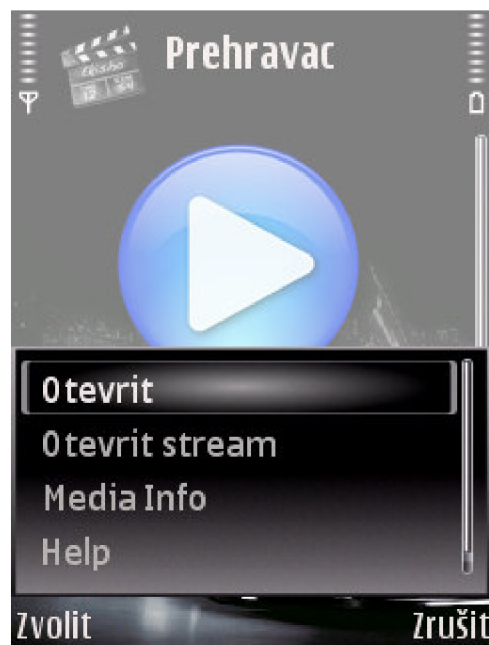 Prehravac
Otevrit
Otevrit stream
Media Info
Help
Zvolit
Zrušit